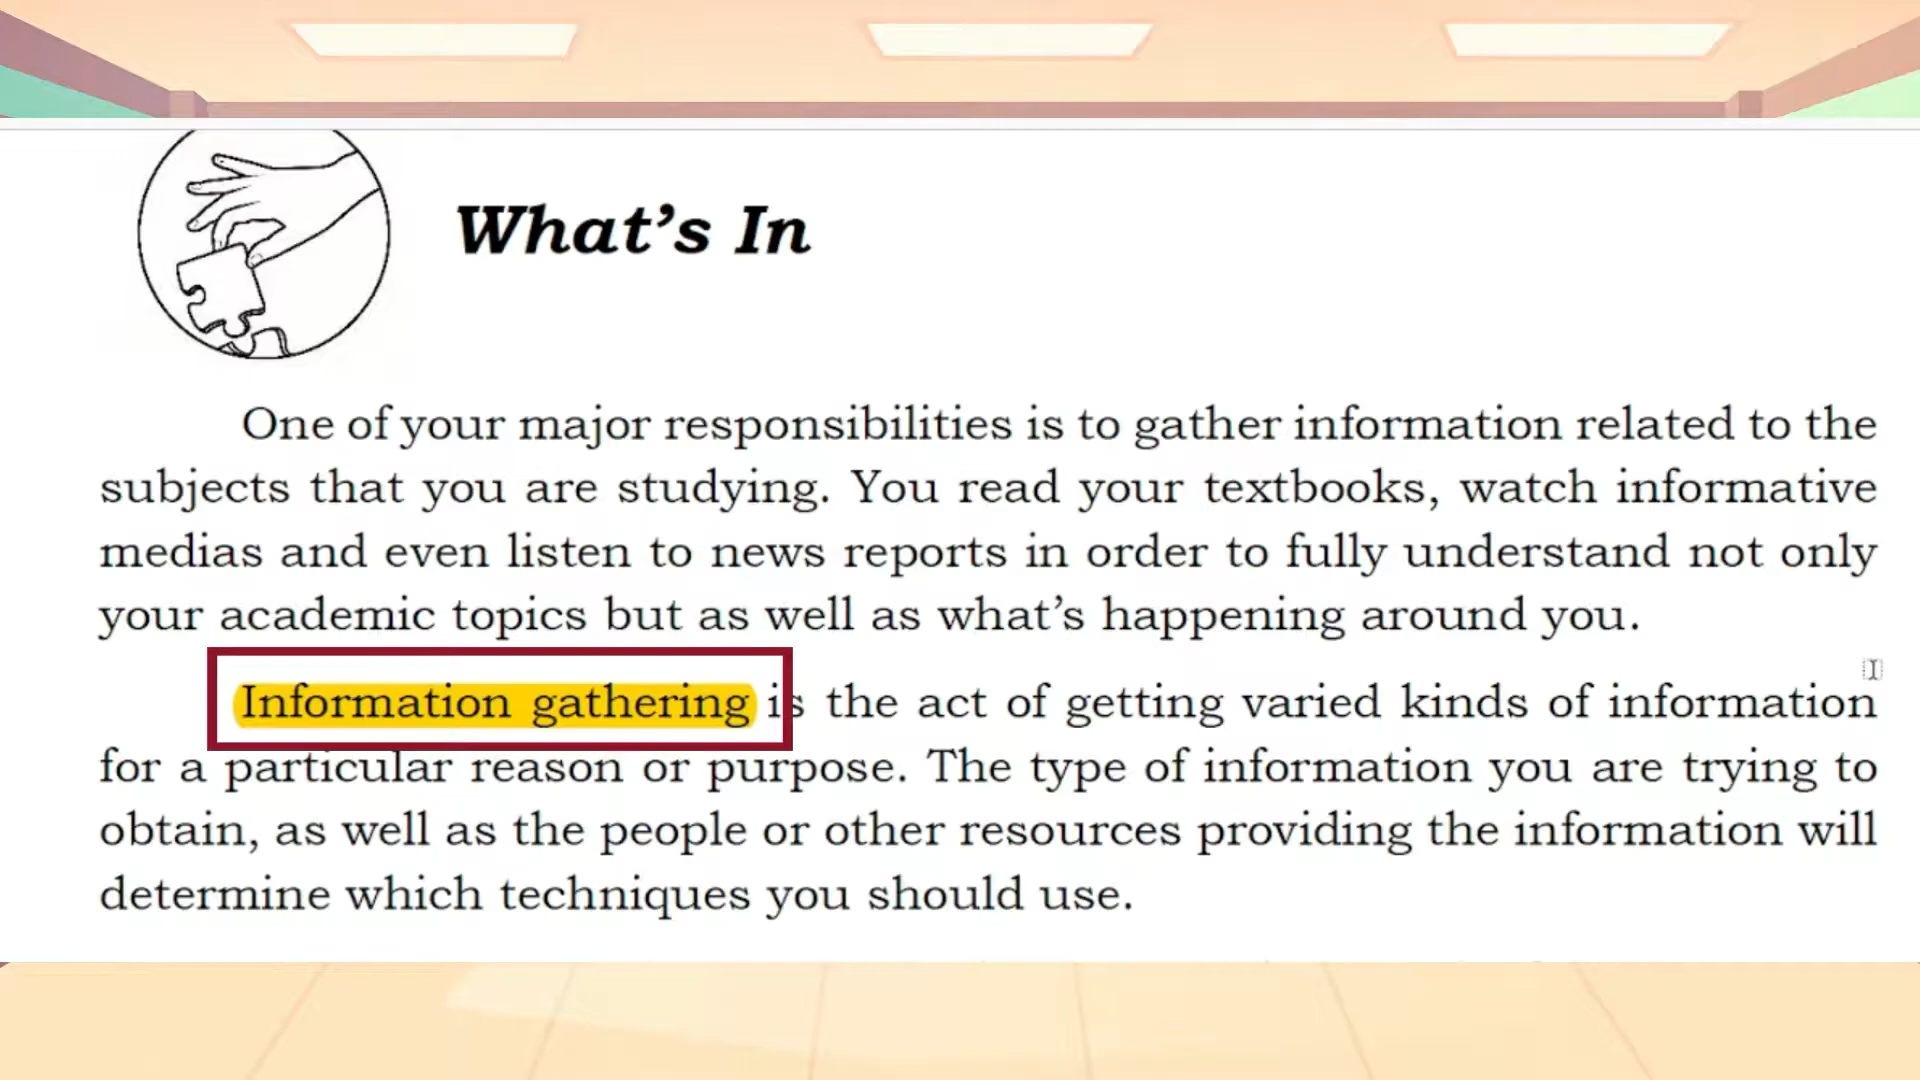 What's In
One of your major responsibilities is to gather information related to the
subjects that you are studying. You read your textbooks, watch informative
medias and even listen to news reports in order to fully understand not only
your academic topics but as well as what's happening around you.
Information gathering is the act of getting varied kinds of information
for a particular reason or purpose. The type of information you are trying to
obtain, as well as the people or other resources providing the information will
determine which techniques you should use.